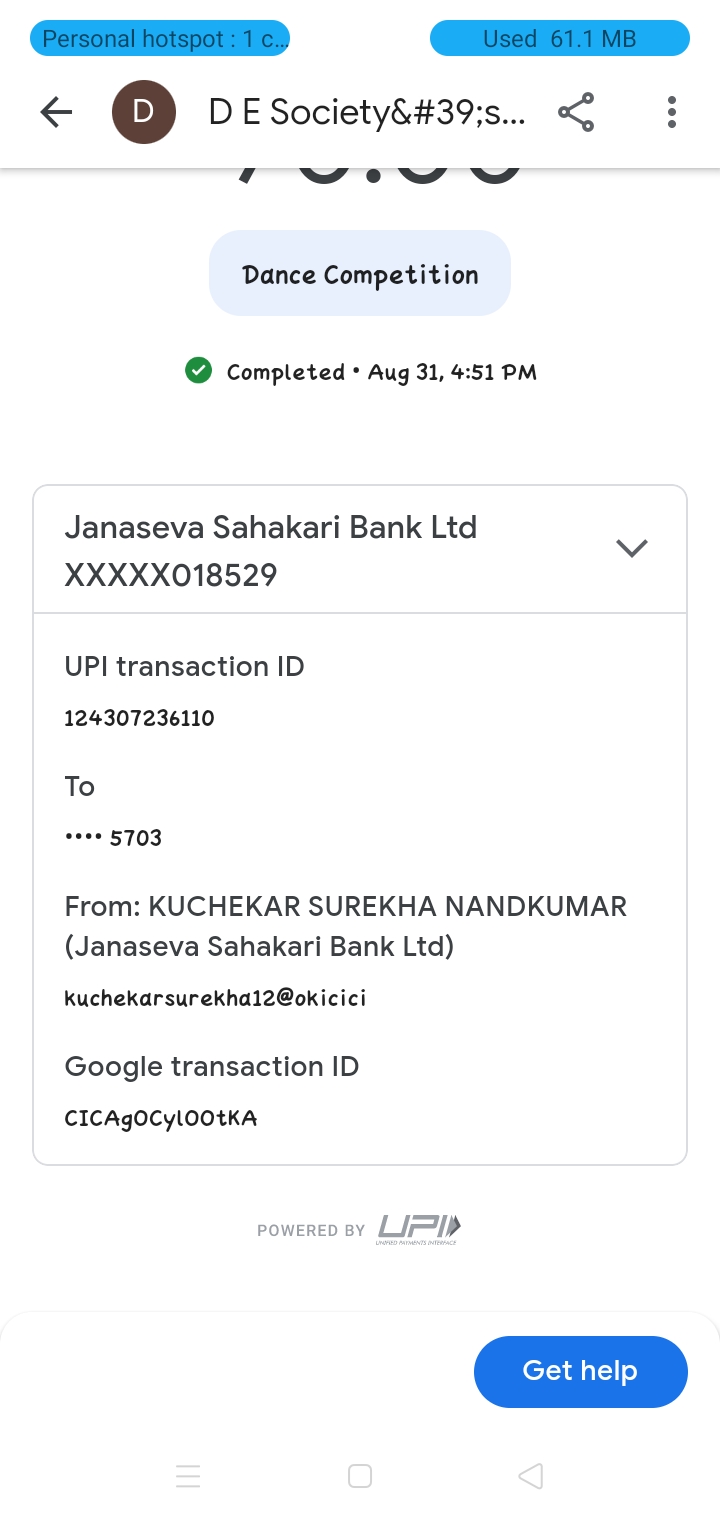 Personal hotspot : 1 c...
Used 61.1 MB
D
D E Society&#39;s...
Dance Competition
Completed • Aug 31, 4:51 PM
Janaseva Sahakari Bank Ltd
XXXXX018529
UPI transaction ID
124307236110
To
•••• 5703
From: KUCHEKAR SUREKHA NANDKUMAR
(Janaseva Sahakari Bank Ltd)
kuchekarsurekha12@okicici
Google transaction ID
CICAgOCylOOtKA
POWERED BY UPI
UNIFIED PAYMENTS INTERFACE
Get help